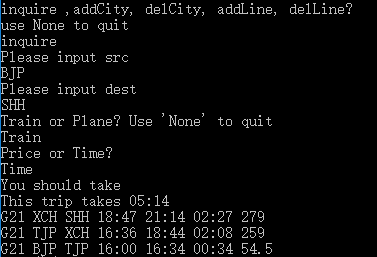 inquire ,addCity, delCity, addLine, delLine?
use None to quit
inquire
Please input src
BJP
Please input dest
SHH
Train or Plane? Use 'None' to quit
Train
Price or Time?
Time
You should take
This trip takes 05:14
G21 XCH SHH 18:47 21:14 02:27 279
G21 TJP XCH 16:36 18:44 02:08 259
G21 BJP TJP 16:00 16:34 00:34 54.5